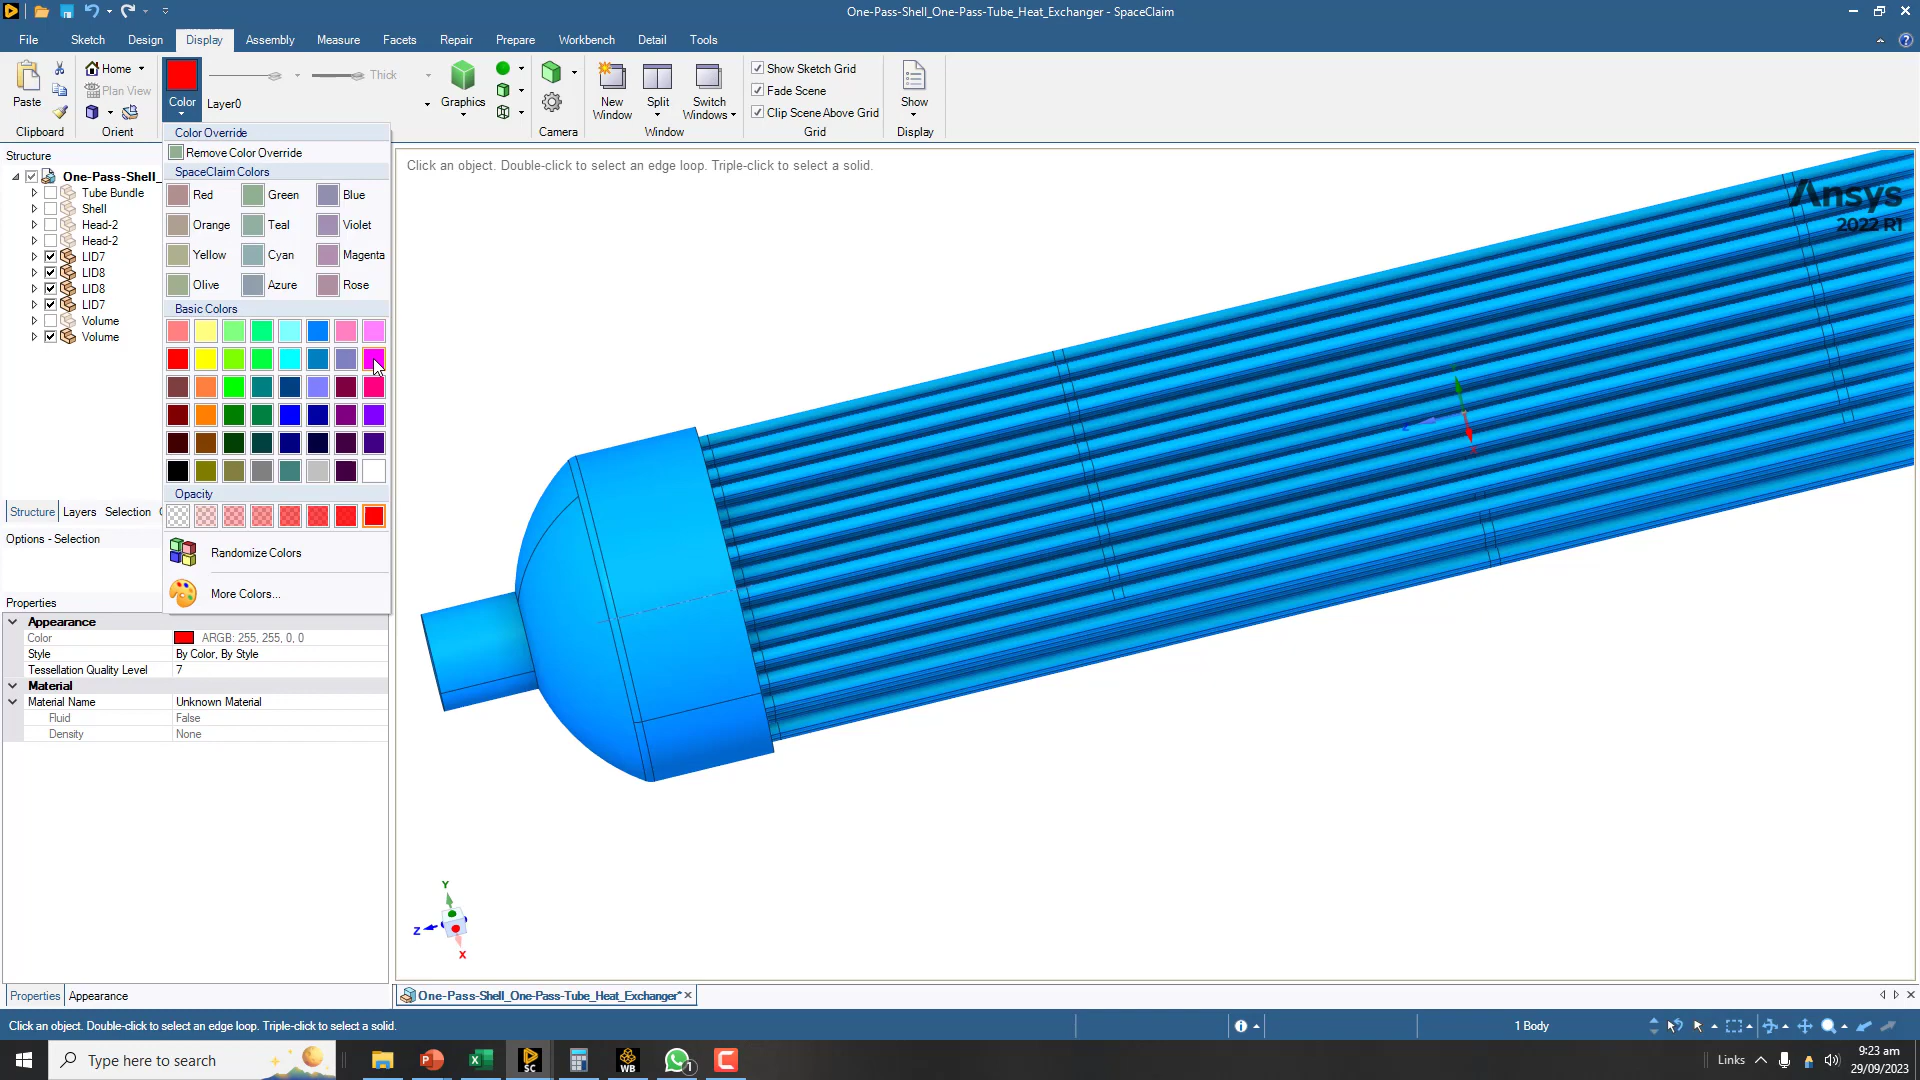 One-Pass-Shell_One-Pass-Tube_Heat_Exchanger - SpaceClaim
File Sketch Design Display Assembly Measure Facets Repair Prepare Workbench Detail Tools
Paste
Clipboard
Home
Plan View
Orient
Color
Thick
Layer0
Graphics
Camera
New Window
Split
Switch Windows
Window
Show Sketch Grid
Fade Scene
Clip Scene Above Grid
Grid
Show
Display
Color Override
Remove Color Override
SpaceClaim Colors
Red Green Blue
Orange Teal Violet
Yellow Cyan Magenta
Olive Azure Rose
Basic Colors
Opacity
Randomize Colors
More Colors...
Structure
One-Pass-Shell_
Tube Bundle
Shell
Head-2
Head-2
LID7
LID8
LID8
LID7
Volume
Volume
Structure Layers Selection
Options - Selection
Properties
Appearance
Color ARGB: 255, 255, 0, 0
Style By Color, By Style
Tessellation Quality Level 7
Material
Material Name Unknown Material
Fluid False
Density None
Properties Appearance
Click an object. Double-click to select an edge loop. Triple-click to select a solid.
Ansys
2022 R1
Z
Y
Z
X
One-Pass-Shell_One-Pass-Tube_Heat_Exchanger*
Click an object. Double-click to select an edge loop. Triple-click to select a solid.
1 Body
Type here to search
SC
WB
1
Links
9:23 am
29/09/2023